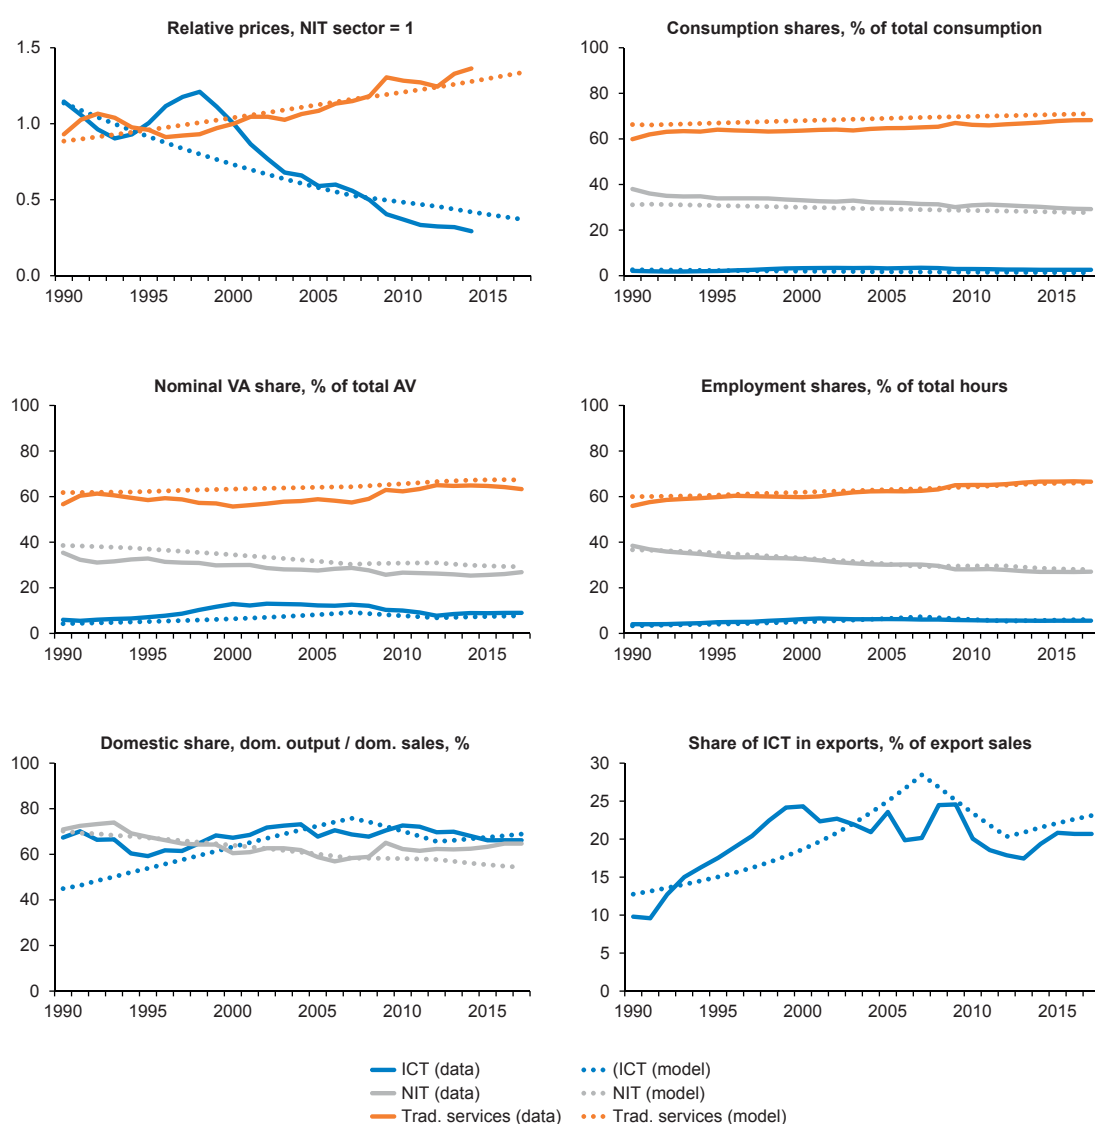 Relative prices, NIT sector = 1
1.5
1.0
0.5
0.0
1990 1995 2000 2005 2010 2015
Consumption shares, % of total consumption
100
80
60
40
20
0
1990 1995 2000 2005 2010 2015
Nominal VA share, % of total AV
100
80
60
40
20
0
1990 1995 2000 2005 2010 2015
Employment shares, % of total hours
100
80
60
40
20
0
1990 1995 2000 2005 2010 2015
Domestic share, dom. output / dom. sales, %
100
80
60
40
20
0
1990 1995 2000 2005 2010 2015
Share of ICT in exports, % of export sales
30
25
20
15
10
5
0
1990 1995 2000 2005 2010 2015
ICT (data) (ICT (model)
NIT (data) NIT (model)
Trad. services (data) Trad. services (model)